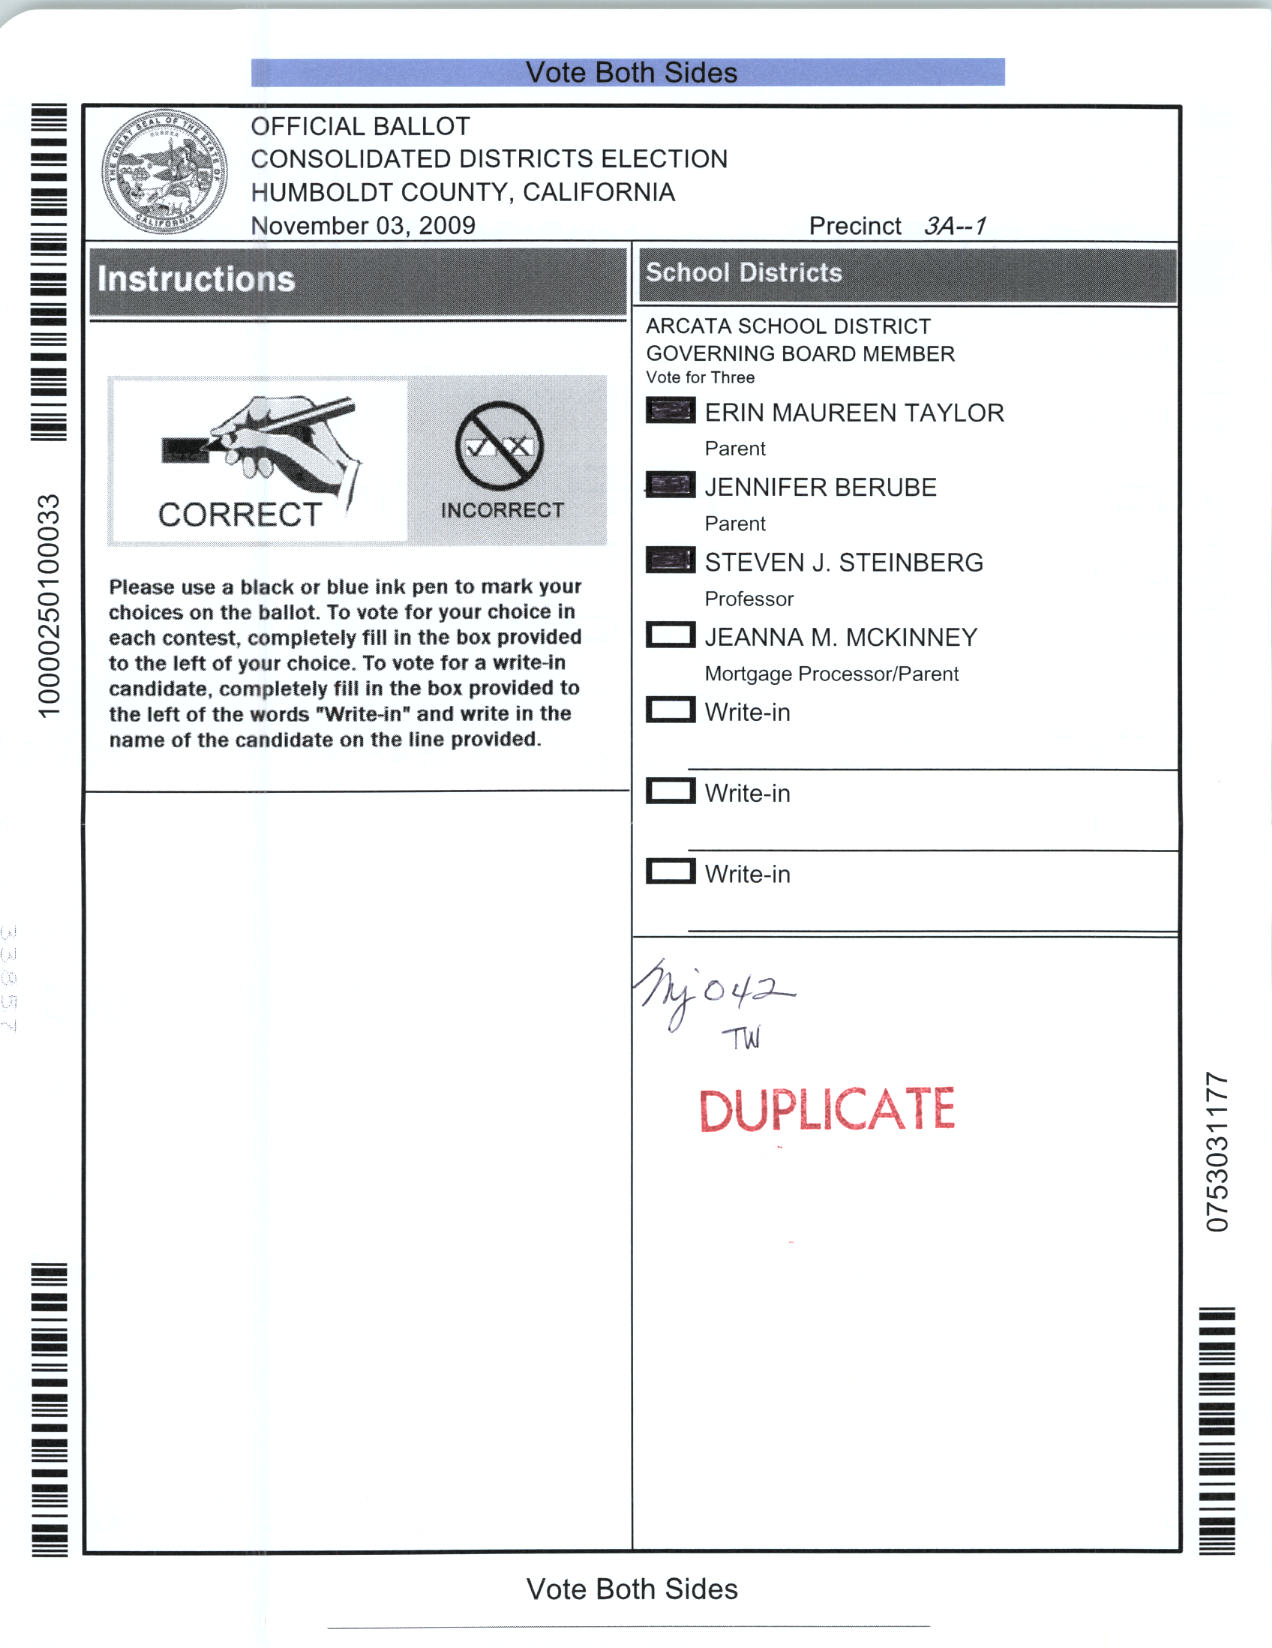 Vote Both Sides
THE GREAT SEAL OF THE STATE OF CALIFORNIA
EUREKA
OFFICIAL BALLOT
CONSOLIDATED DISTRICTS ELECTION
HUMBOLDT COUNTY, CALIFORNIA
November 03, 2009
Precinct 3A--1
Instructions
CORRECT
INCORRECT
Please use a black or blue ink pen to mark your
choices on the ballot. To vote for your choice in
each contest, completely fill in the box provided
to the left of your choice. To vote for a write-in
candidate, completely fill in the box provided to
the left of the words "Write-in" and write in the
name of the candidate on the line provided.
School Districts
ARCATA SCHOOL DISTRICT
GOVERNING BOARD MEMBER
Vote for Three
ERIN MAUREEN TAYLOR
Parent
JENNIFER BERUBE
Parent
STEVEN J. STEINBERG
Professor
JEANNA M. MCKINNEY
Mortgage Processor/Parent
Write-in
Write-in
Write-in
042
TW
DUPLICATE
10000250100033
0753031177
Vote Both Sides